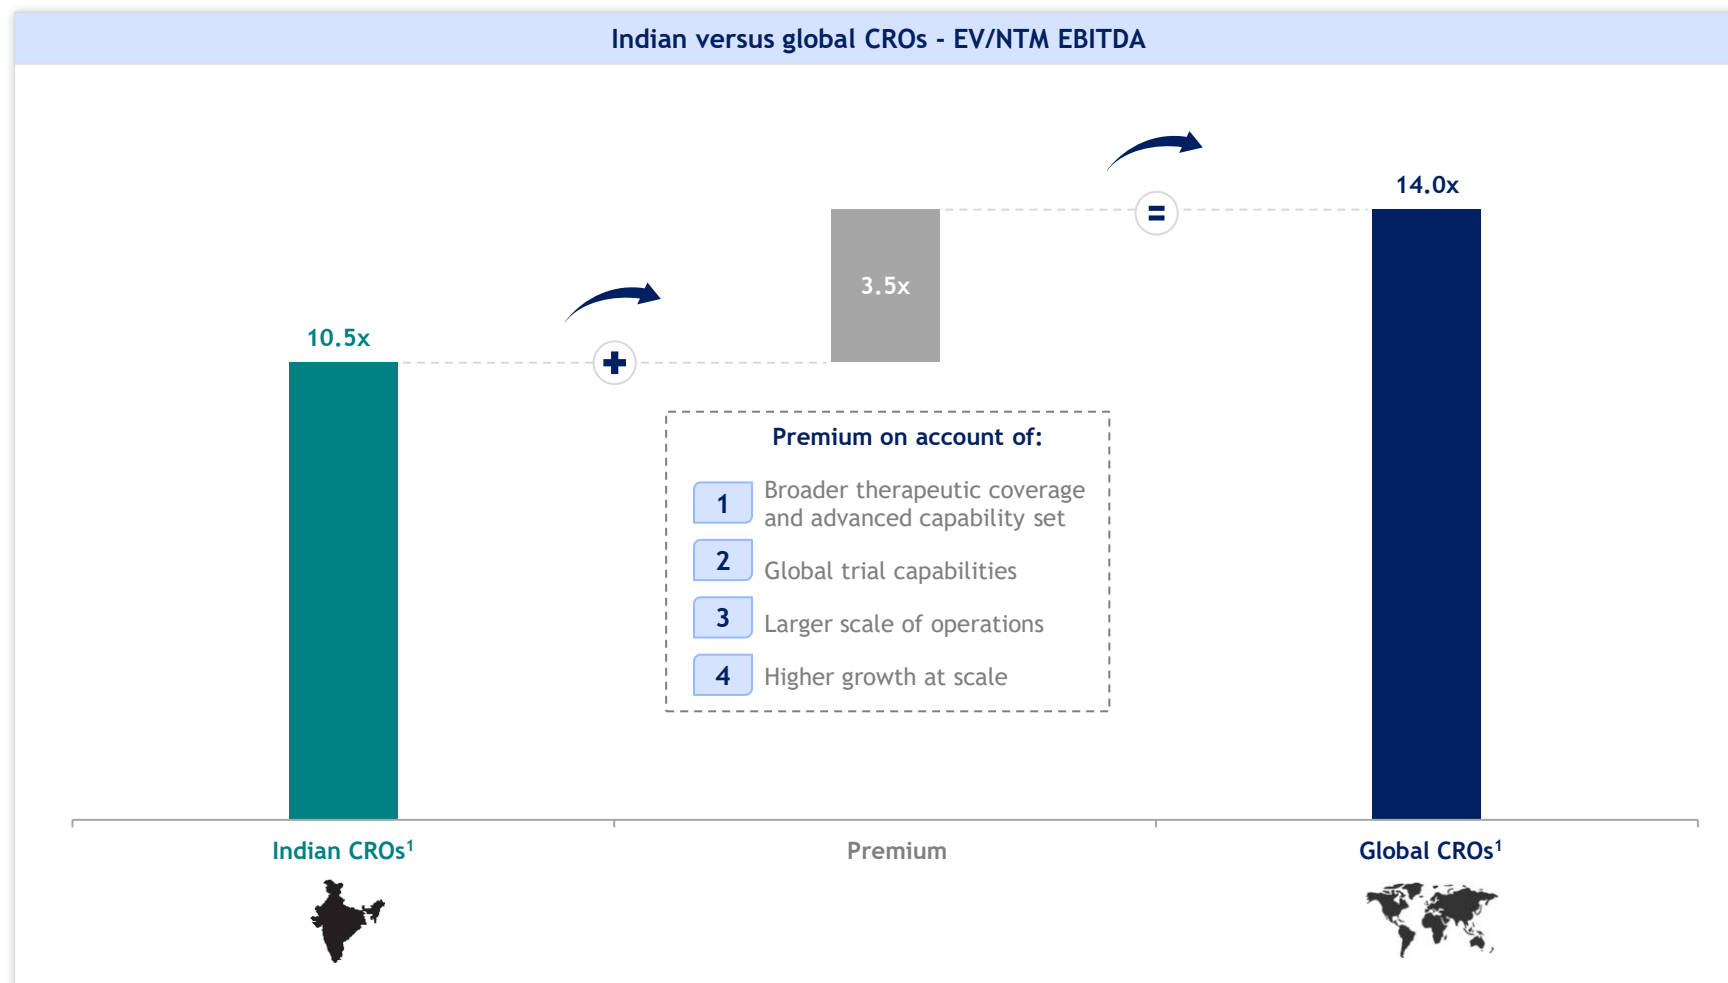 Indian versus global CROs - EV/NTM EBITDA
14.0x
=
3.5x
10.5x
+
Premium on account of:
1 Broader therapeutic coverage
and advanced capability set
2 Global trial capabilities
3 Larger scale of operations
4 Higher growth at scale
Indian CROs¹
Premium
Global CROs¹